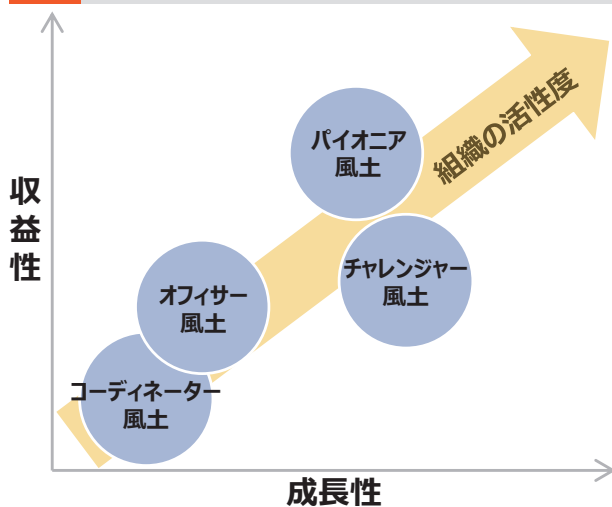 収益性
組織の活性度
パイオニア
風土
チャレンジャー
風土
オフィサー
風土
コーディネーター
風土
成長性